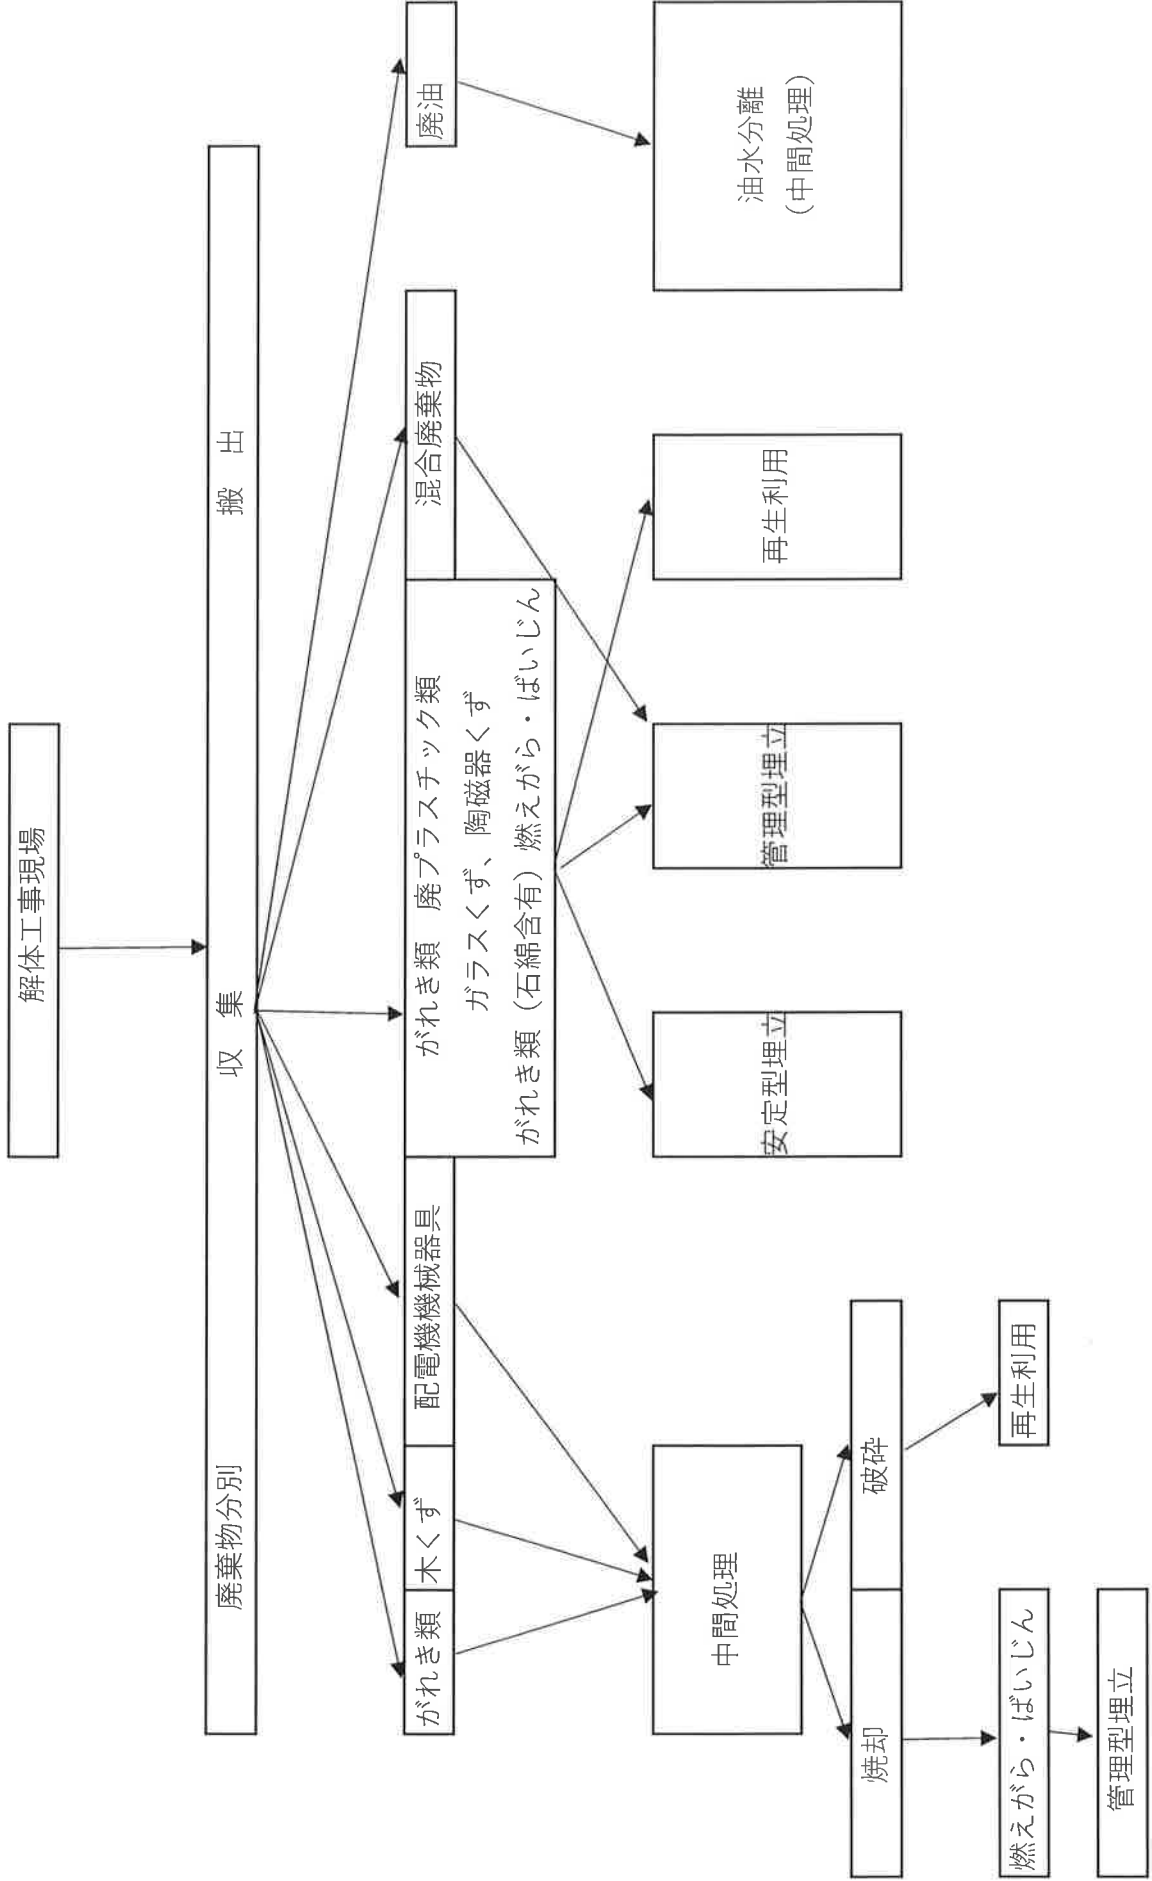 解体工事現場
廃棄物分別 収 集 搬 出
がれき類
木くず
配電機機械器具
がれき類 廃プラスチック類
ガラスくず、陶磁器くず
がれき類（石綿含有）燃えがら・ばいじん
混合廃棄物
廃油
中間処理
安定型埋立
管理型埋立
再生利用
油水分離
（中間処理）
焼却
破砕
燃えがら・ばいじん
再生利用
管理型埋立